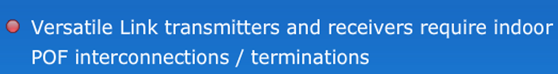 Versatile Link transmitters and receivers require indoor
POF interconnections / terminations